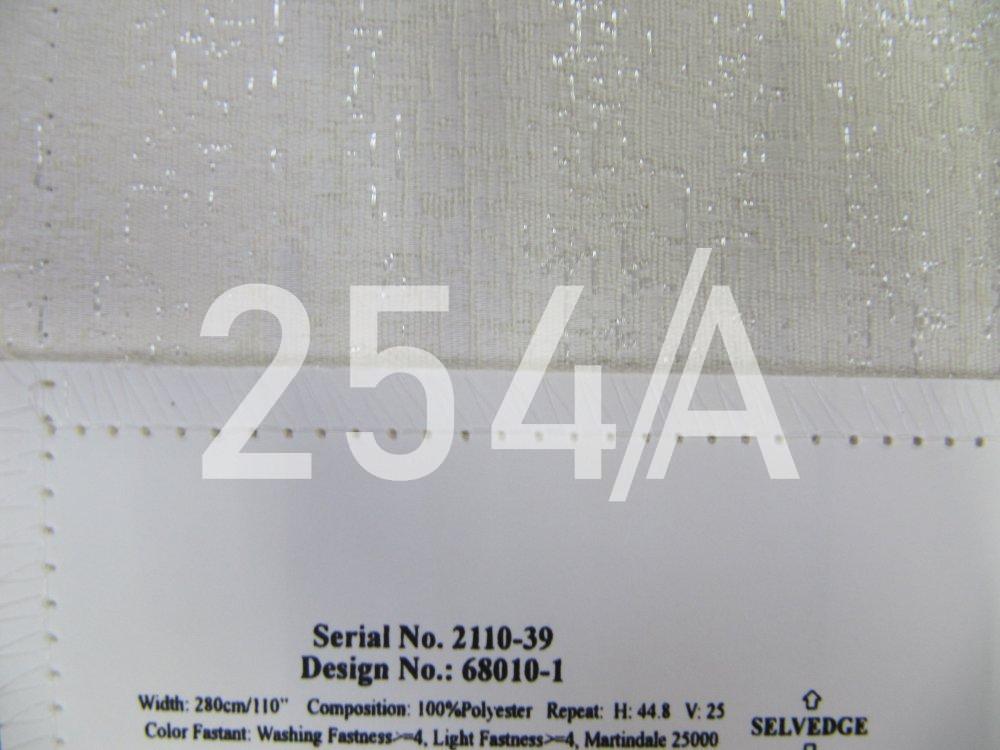 254/A
Serial No. 2110-39
Design No.: 68010-1
Width: 280cm/110" Composition: 100%Polyester Repeat: H: 44.8 V: 25
Color Fastant: Washing Fastness>=4, Light Fastness>=4, Martindale 25000
SELVEDGE